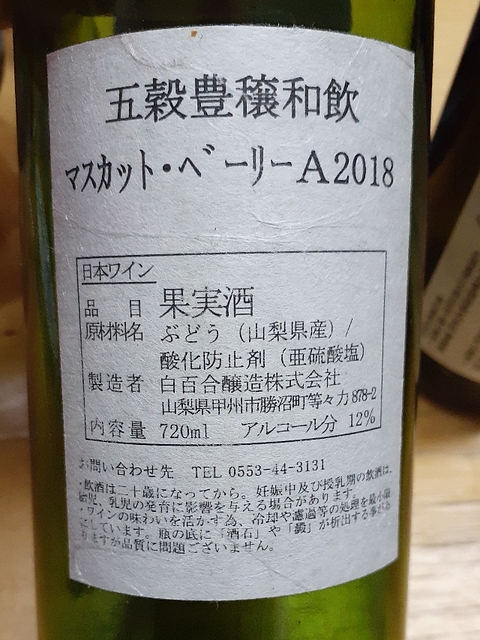 五穀豊穣和飲
マスカット・ベーリーA2018
日本ワイン
品目 果実酒
原材料名 ぶどう（山梨県産）/
酸化防止剤（亜硫酸塩）
製造者 白百合醸造株式会社
山梨県甲州市勝沼町等々力878-2
内容量 720ml アルコール分 12%
お問い合わせ先 TEL 0553-44-3131
・飲酒は二十歳になってから。妊娠中及び授乳期の飲酒は、
胎児、乳児の発育に影響を与える場合があります。
・ワインの味わいを活かす為、冷却や濾過等の処理を最小限
にしています。瓶の底に「酒石」や「澱」が析出する事があ
りますが品質に問題ございません。